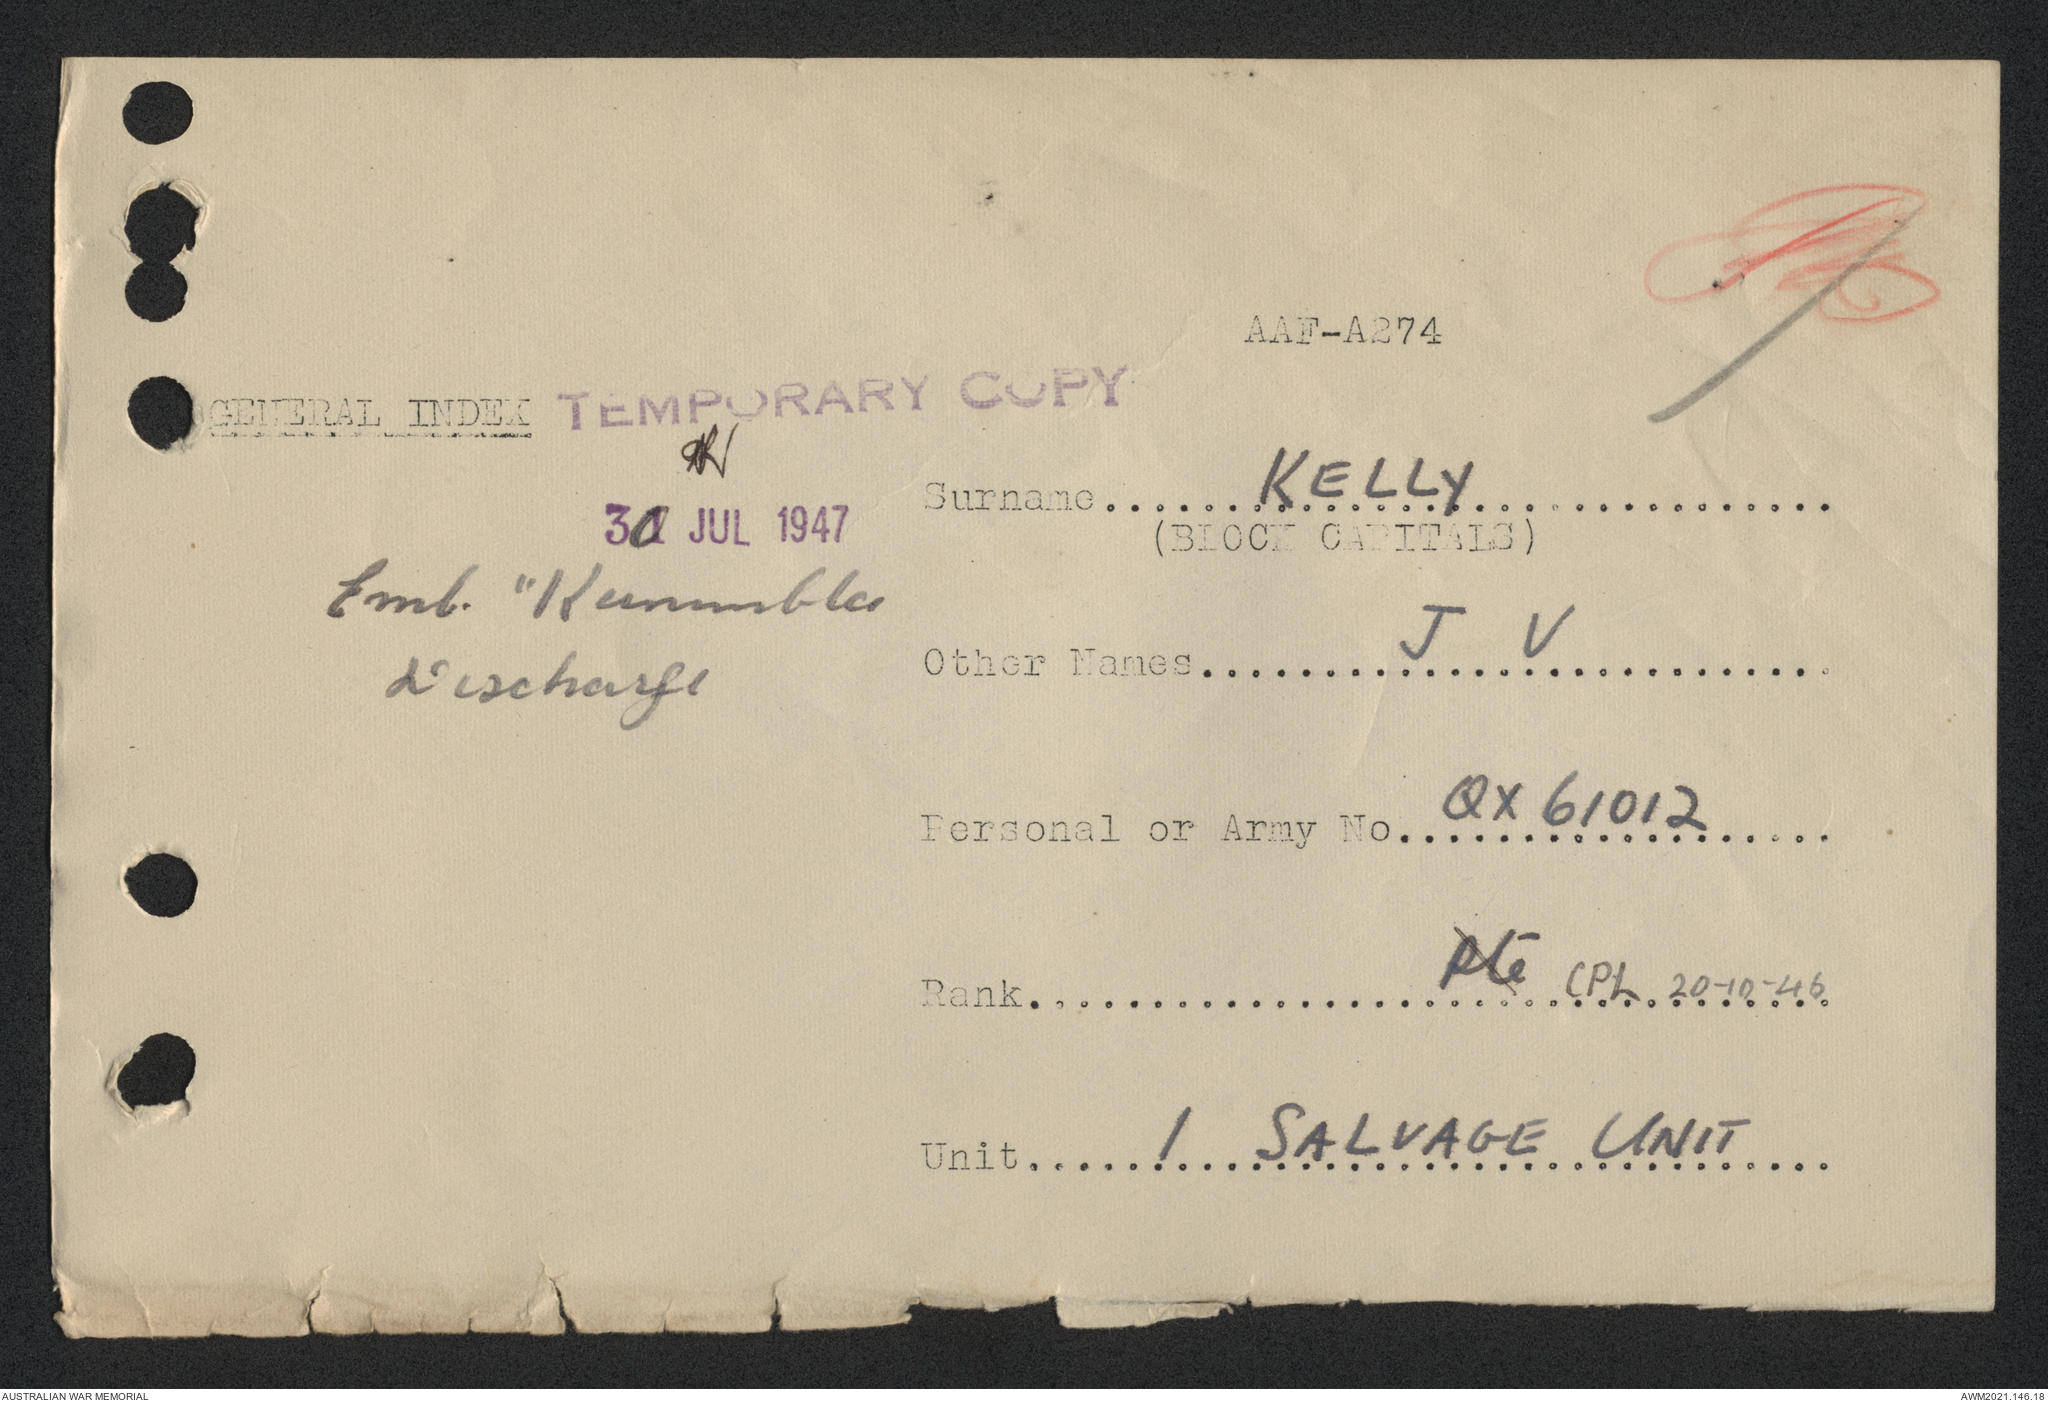 AAF-A274
GENERAL INDEX TEMPORARY COPY
30 JUL 1947
Emb. "Kanimbla
discharge
Surname.....KELLY.....
(BLOCK CAPITALS)
Other Names.....J V.....
Personal or Army No.....QX61012.....
Rank.....Pte CPL 20-10-46.....
Unit.....1 SALVAGE UNIT.....
AUSTRALIAN WAR MEMORIAL
AWM2021.146.18